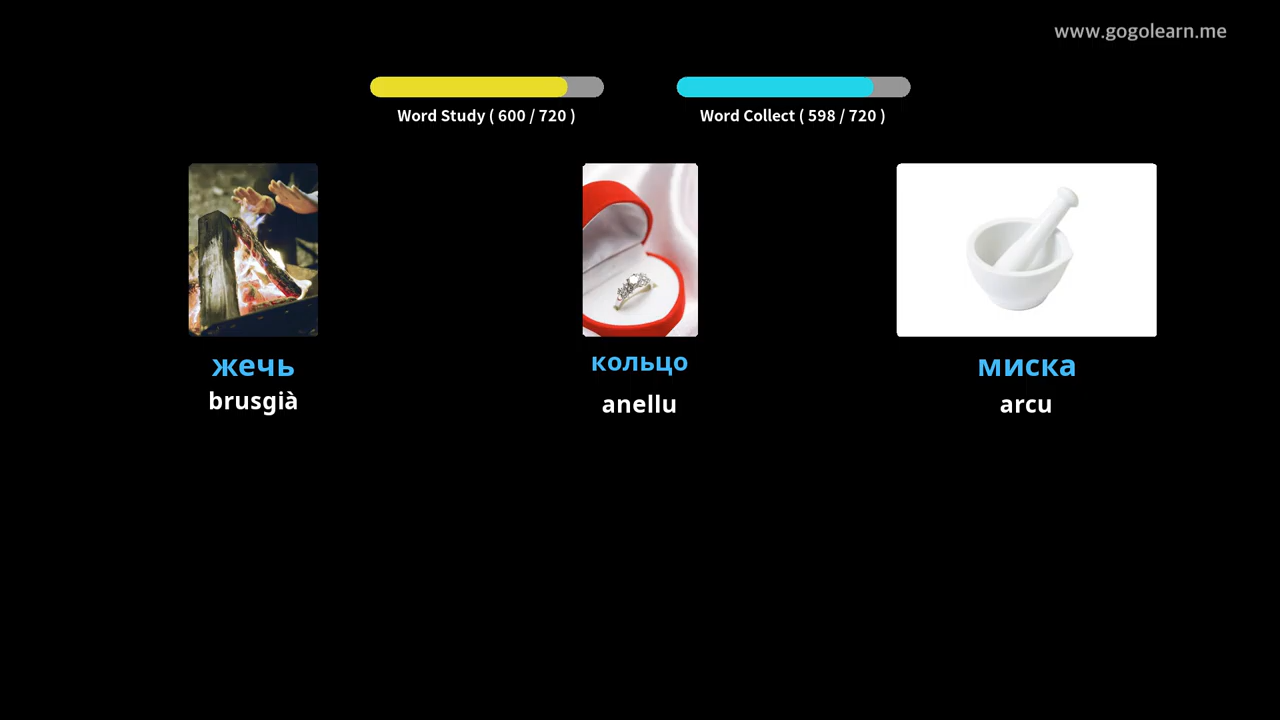 www.gogolearn.me
Word Study ( 600 / 720 )
Word Collect ( 598 / 720 )
жечь
кольцо
миска
brusgià
anellu
arcu